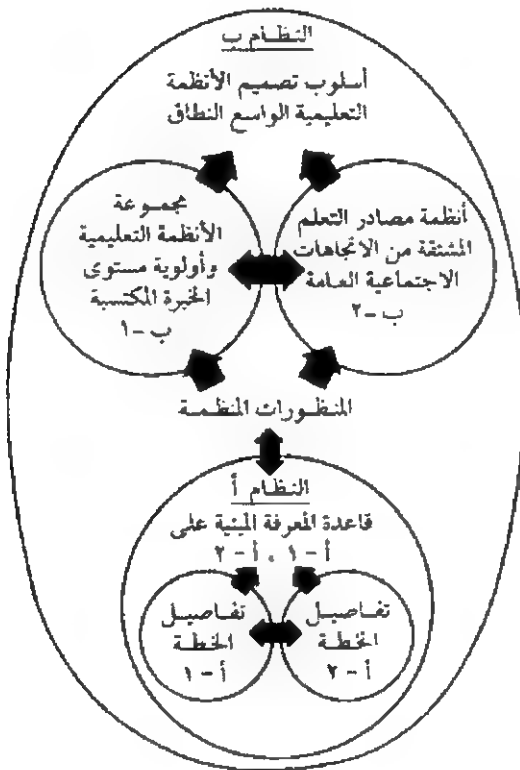 النظام ب
أسلوب تصميم الأنظمة
التعليمية الواسع النطاق
أنظمة مصادر التعلم
المشتقة من الاتجاهات
الاجتماعية العامة
ب -٢
مجموعة
الأنظمة التعليمية
وأولوية مستوى
الخبرة المكتسبة
ب -١
المنظورات المنظمة
النظام أ
قاعدة المعرفة المبنية على
أ -١ ، أ -٢
تفاصيل
الخطة
أ -٢
تفاصيل
الخطة
أ -١